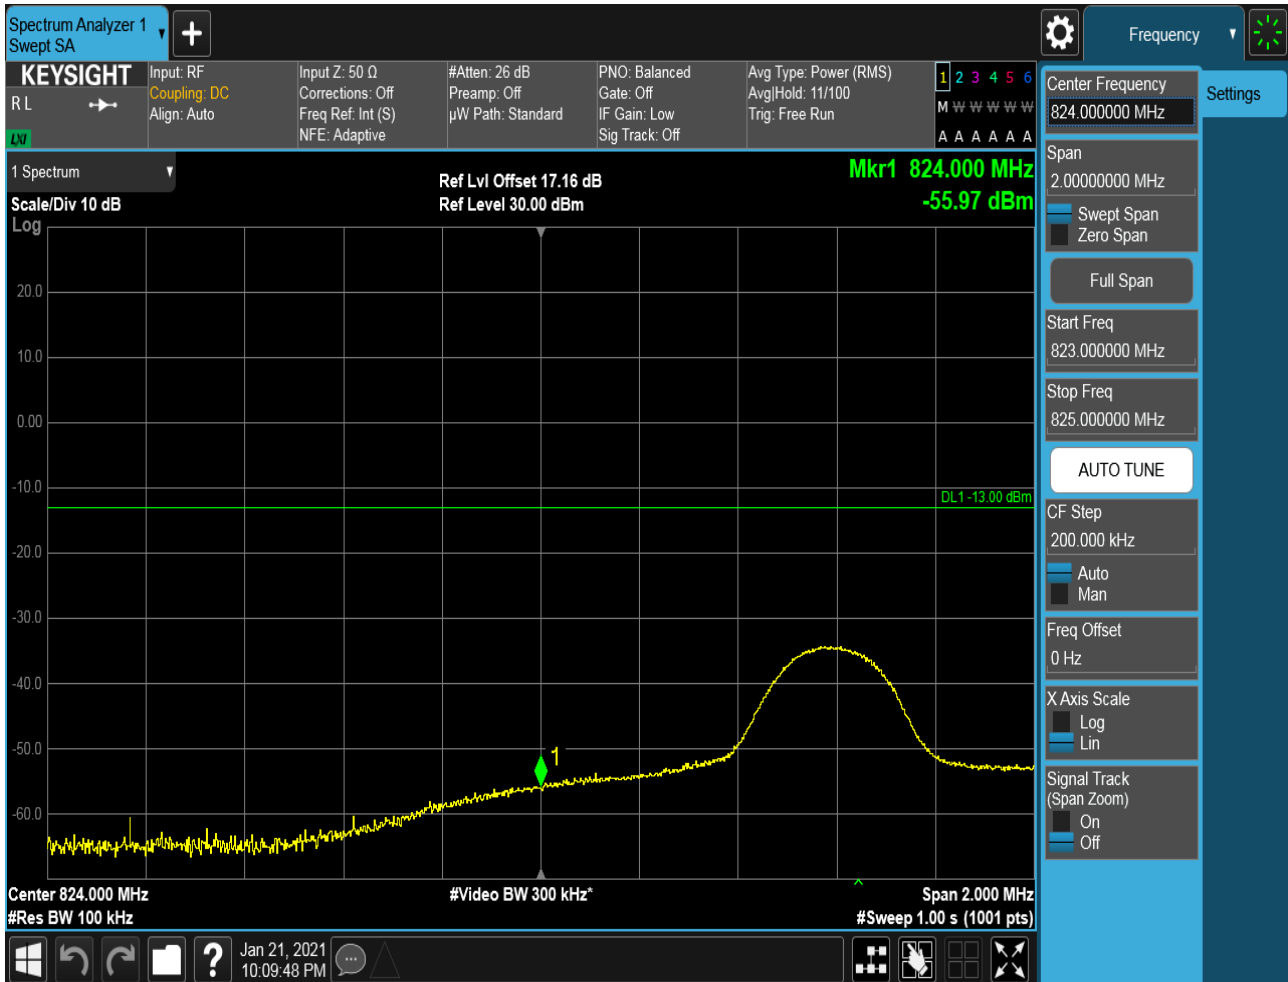 Spectrum Analyzer 1
Swept SA
Frequency
KEYSIGHT
R L
LXI
Input: RF
Coupling: DC
Align: Auto
Input Z: 50 Ω
Corrections: Off
Freq Ref: Int (S)
NFE: Adaptive
#Atten: 26 dB
Preamp: Off
µW Path: Standard
PNO: Balanced
Gate: Off
IF Gain: Low
Sig Track: Off
Avg Type: Power (RMS)
Avg|Hold: 11/100
Trig: Free Run
1 2 3 4 5 6
M W W W W W
A A A A A A
1 Spectrum
Scale/Div 10 dB
Log
Ref Lvl Offset 17.16 dB
Ref Level 30.00 dBm
Mkr1 824.000 MHz
-55.97 dBm
20.0
10.0
0.00
-10.0
DL1 -13.00 dBm
-20.0
-30.0
-40.0
-50.0
1
-60.0
Center 824.000 MHz
#Video BW 300 kHz*
Span 2.000 MHz
#Res BW 100 kHz
#Sweep 1.00 s (1001 pts)
Center Frequency
824.000000 MHz
Settings
Span
2.00000000 MHz
Swept Span
Zero Span
Full Span
Start Freq
823.000000 MHz
Stop Freq
825.000000 MHz
AUTO TUNE
CF Step
200.000 kHz
Auto
Man
Freq Offset
0 Hz
X Axis Scale
Log
Lin
Signal Track
(Span Zoom)
On
Off
?
Jan 21, 2021
10:09:48 PM